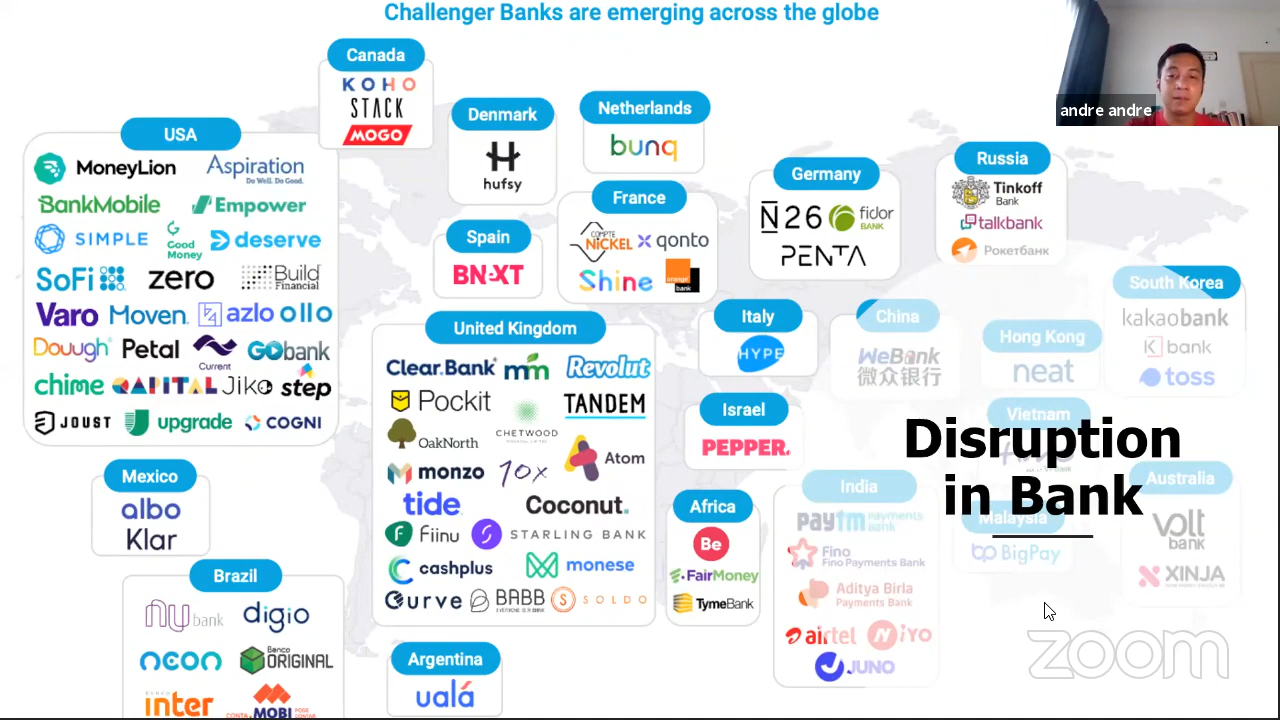 Challenger Banks are emerging across the globe
andre andre
Canada
KOHO
STACK
MOGO
USA
MoneyLion
Aspiration
Do Well. Do Good.
BankMobile
Empower
SIMPLE
Good
Money
deserve
SoFi
zero
Build
Financial
Varo
Moven
azlo
ollo
Douugh
Petal
Current
GObank
chime
QAPITAL
Jiko
step
JOUST
upgrade
COGNI
Mexico
albo
Klar
Brazil
nu bank
digio
neon
Banco
ORIGINAL
BANCO
inter
CONTA
MOBI
Denmark
hufsy
Netherlands
bunq
Spain
BNEXT
France
COMPTE
NiCKEL
qonto
Shine
orange
bank
Germany
N26
fidor
BANK
PENTA
Russia
Tinkoff
Bank
talkbank
Рокетбанк
United Kingdom
Clear.Bank
mm
Revolut
Pockit
CHETWOOD
TANDEM
OakNorth
Atom
monzo
10x
tide
Coconut.
Fiinu
STARLING BANK
cashplus
monese
Curve
BABB
SOLDO
Argentina
ualá
Italy
HYPE
Israel
PEPPER.
Africa
Be
FairMoney
TymeBank
China
WeBank
微众银行
Hong Kong
neat
South Korea
kakaobank
K bank
toss
Vietnam
Malaysia
BigPay
Australia
volt
bank
XINJA
India
paytm payments
bank
Fino
Fino Payments Bank
Aditya Birla
Payments Bank
airtel
NiYO
JUNO
Disruption
in Bank
zoom